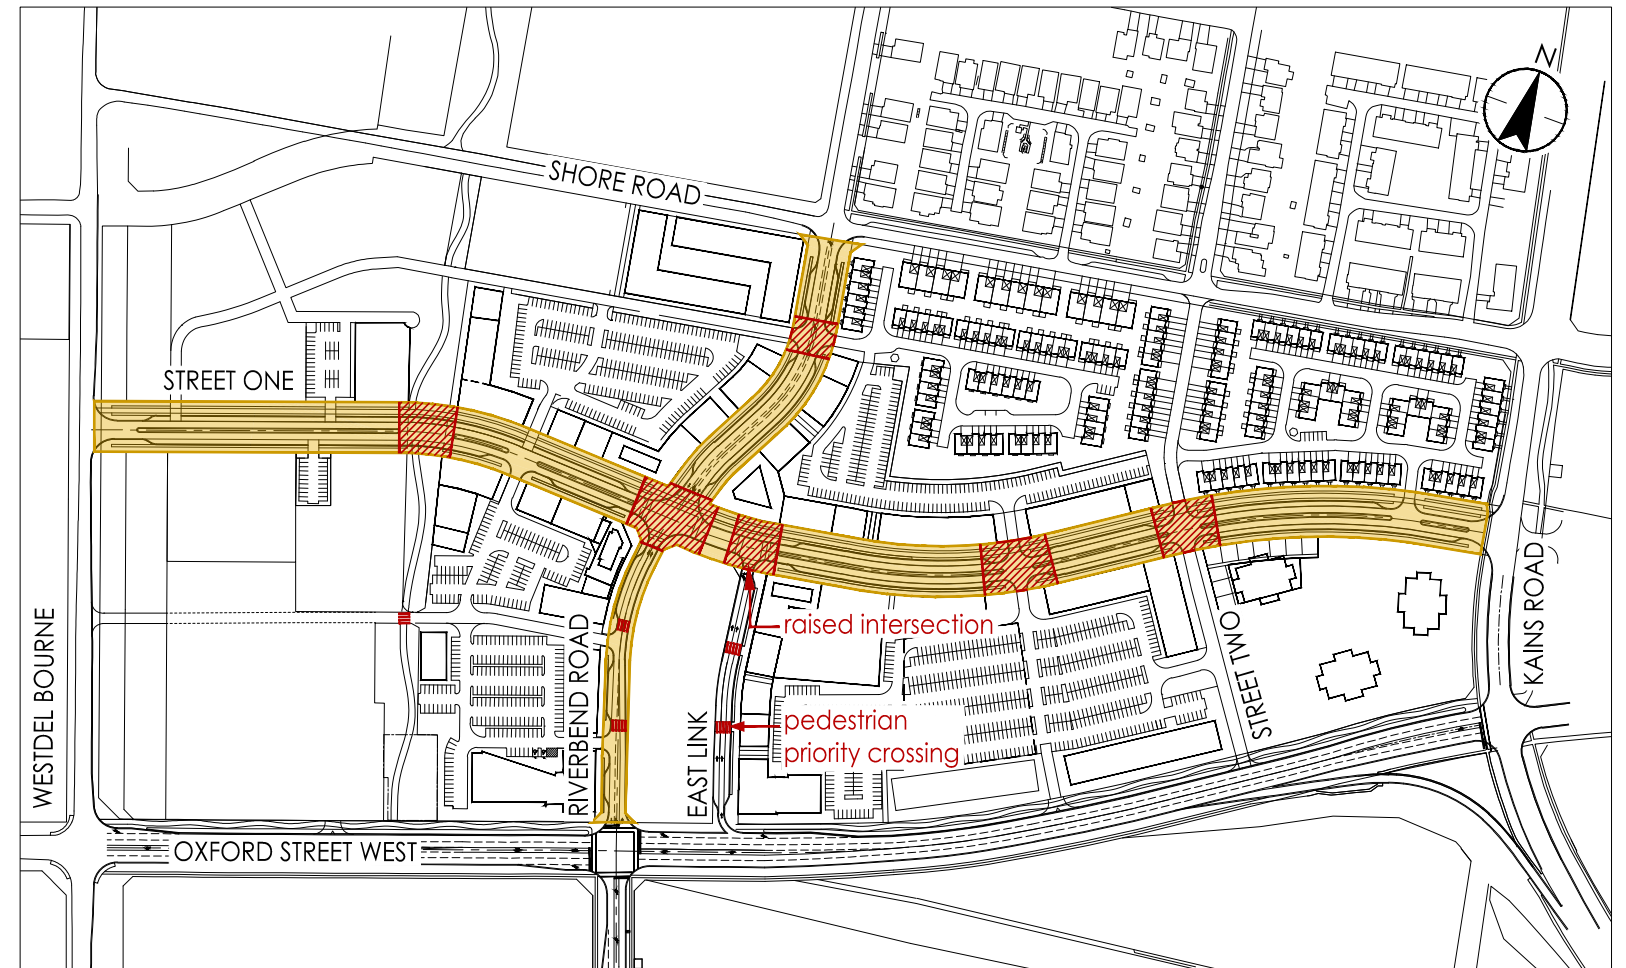 N
SHORE ROAD
STREET ONE
raised intersection
WESTDEL BOURNE
RIVERBEND ROAD
EAST LINK
STREET TWO
KAINS ROAD
pedestrian
priority crossing
OXFORD STREET WEST